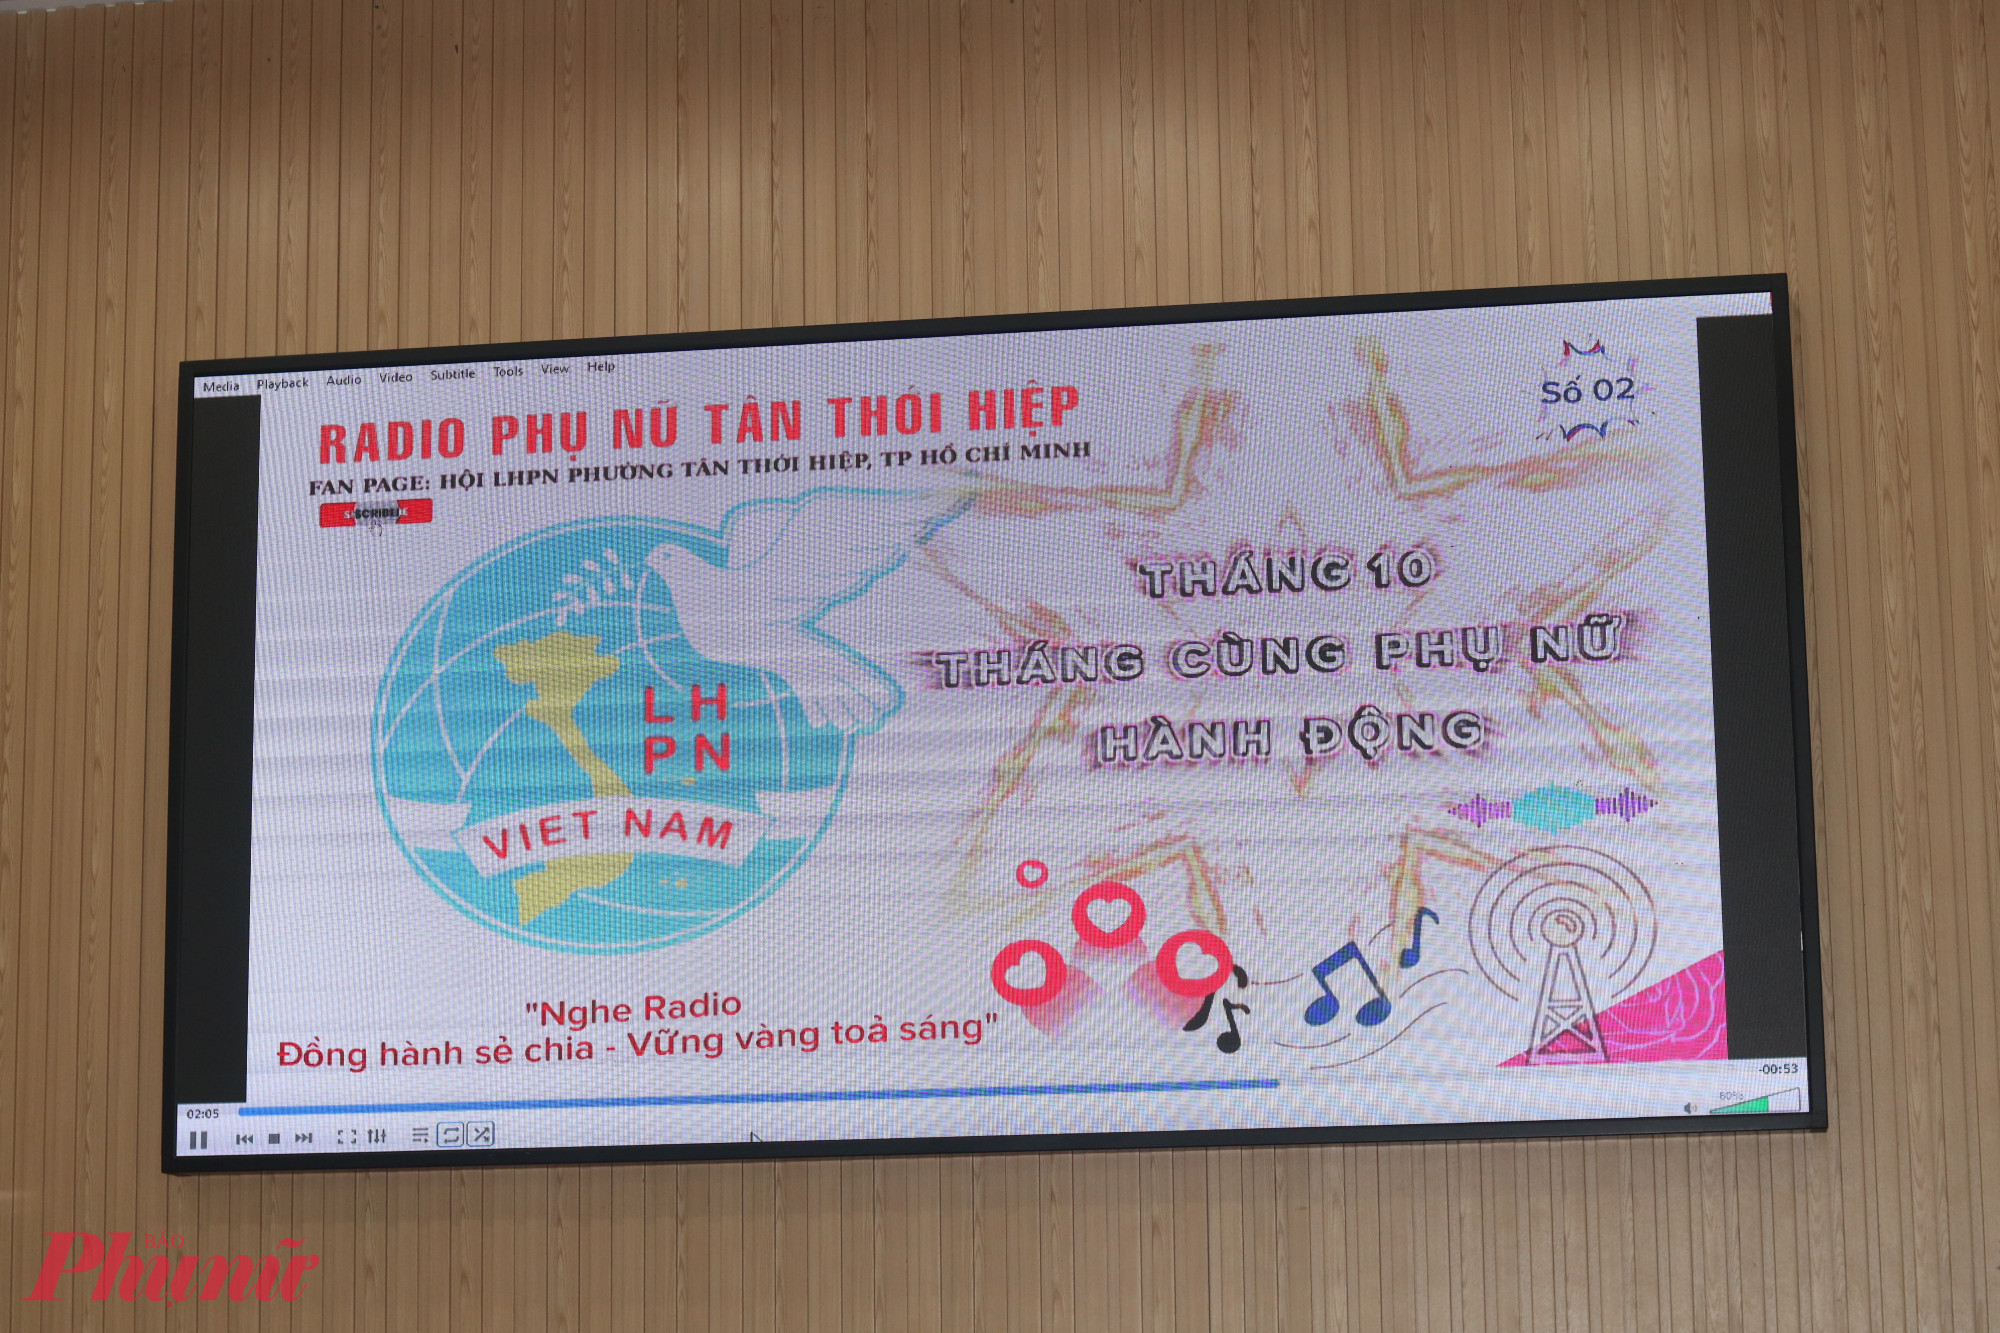 Media Playback Audio Video Subtitle Tools View Help
RADIO PHỤ NỮ TÂN THỚI HIỆP
FAN PAGE: HỘI LHPN PHƯỜNG TÂN THỚI HIỆP, TP HỒ CHÍ MINH
Số 02
THÁNG 10
THÁNG CÙNG PHỤ NỮ
HÀNH ĐỘNG
LH
PN
VIET NAM
"Nghe Radio
Đồng hành sẻ chia - Vững vàng toả sáng"
02:05
-00:53
60%
BÁO
Phụ nữ